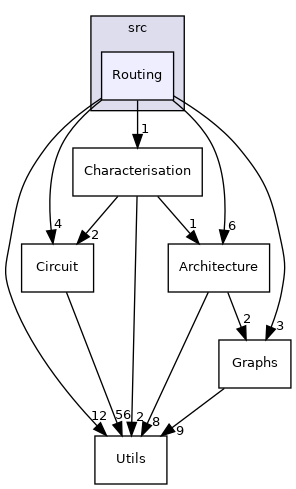 src
Routing
1
Characterisation
4
2
1
6
Circuit
Architecture
2
3
Graphs
12
56
2
8
9
Utils